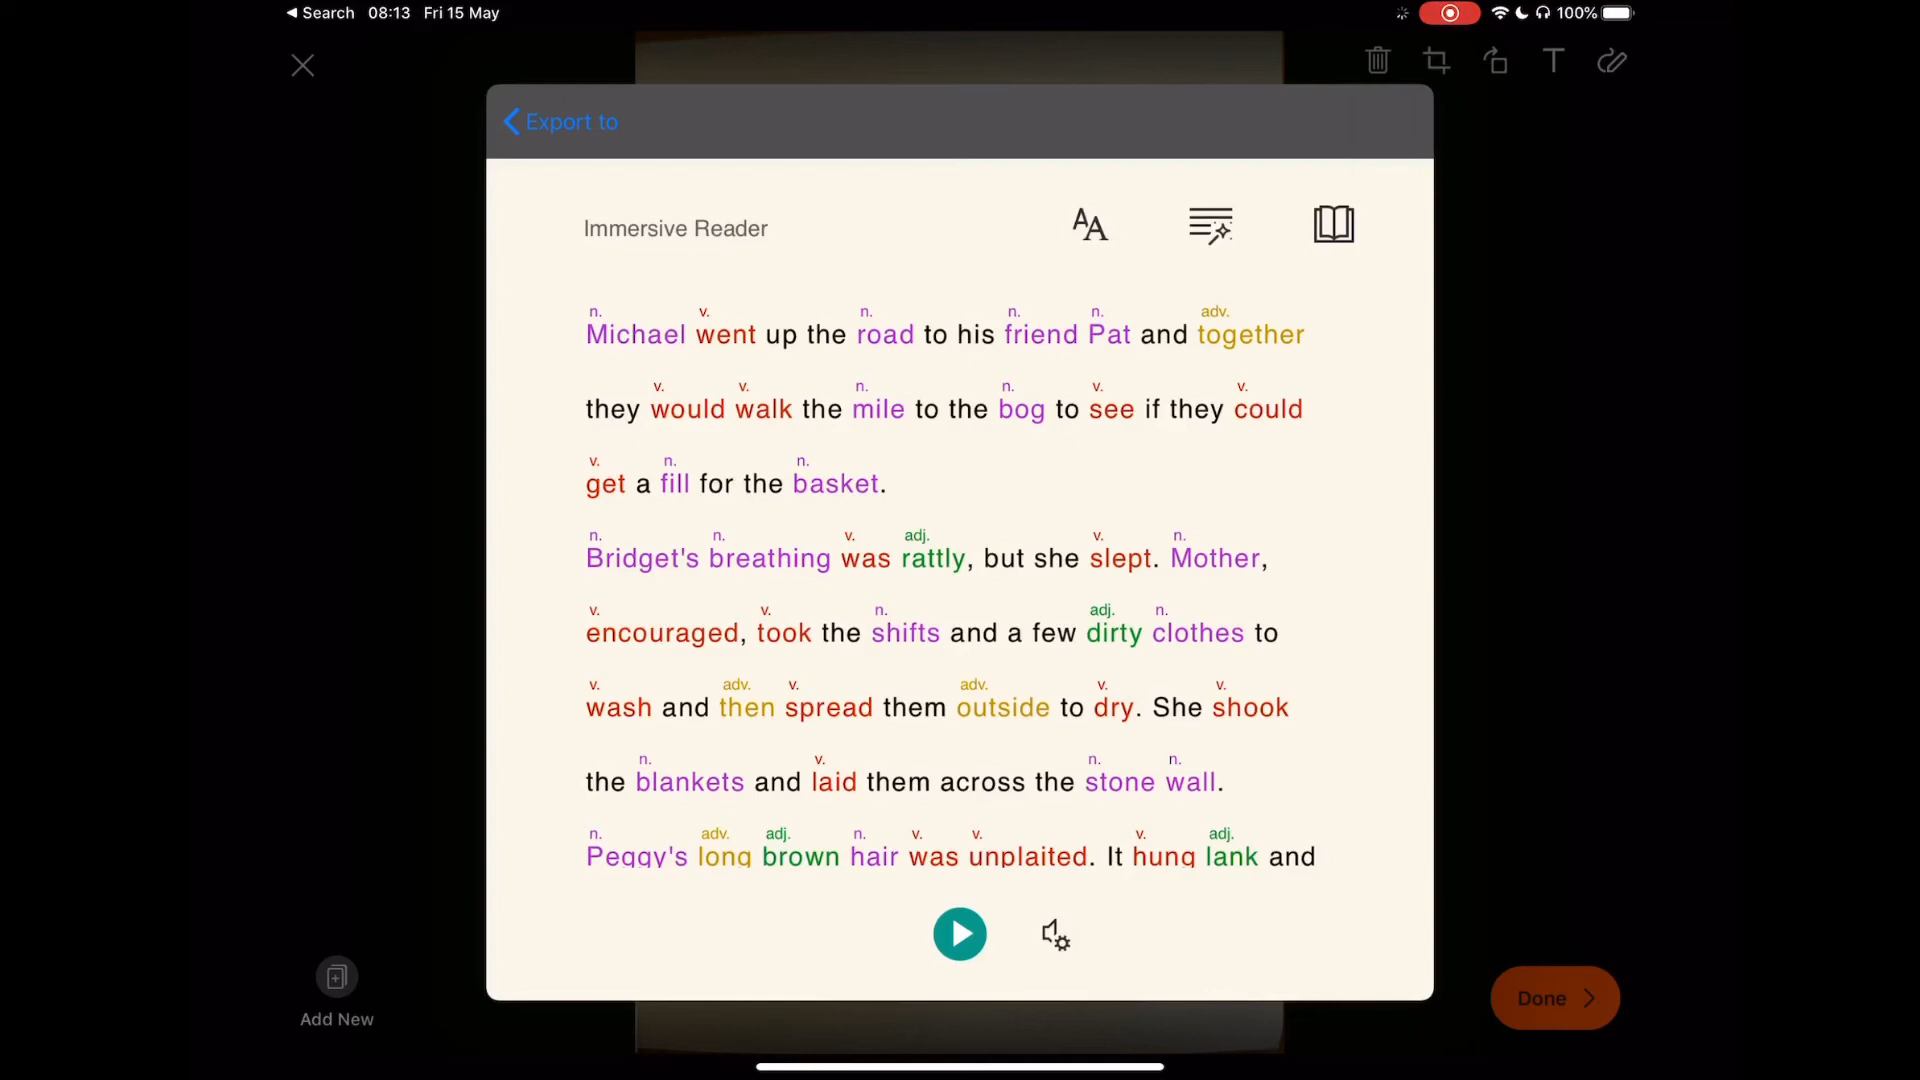 Search 08:13 Fri 15 May 100%
Export to
Immersive Reader
n. v. n. n. n. adv.
Michael went up the road to his friend Pat and together
v. v. n. n. v. v.
they would walk the mile to the bog to see if they could
v. n. n.
get a fill for the basket.
n. n. v. adj. v. n.
Bridget's breathing was rattly, but she slept. Mother,
v. v. n. adj. n.
encouraged, took the shifts and a few dirty clothes to
v. adv. v. adv. v. v.
wash and then spread them outside to dry. She shook
n. v. n. n.
the blankets and laid them across the stone wall.
n. adv. adj. n. v. v. v. adj.
Peggy's long brown hair was unplaited. It hung lank and
Add New
Done